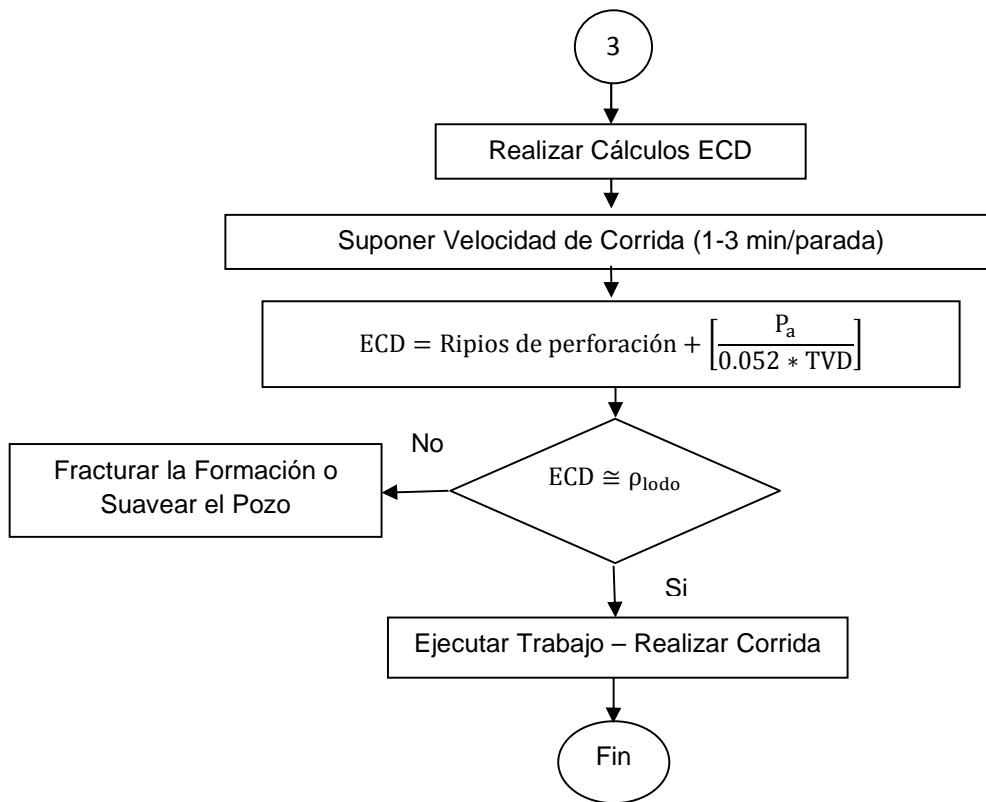 3
Realizar Cálculos ECD
Suponer Velocidad de Corrida (1-3 min/parada)
ECD = Ripios de perforación + [P_a / 0.052 * TVD]
No
ECD ≅ ρ_lodo
Fracturar la Formación o
Suavear el Pozo
Si
Ejecutar Trabajo – Realizar Corrida
Fin